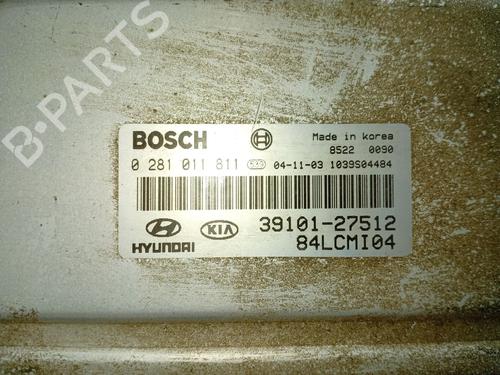 BOSCH
Made in korea
8522 0090
0 281 011 811
04-11-03 1039S04484
39101-27512
HYUNDAI
KIA
84LCMI04
B-PARTS